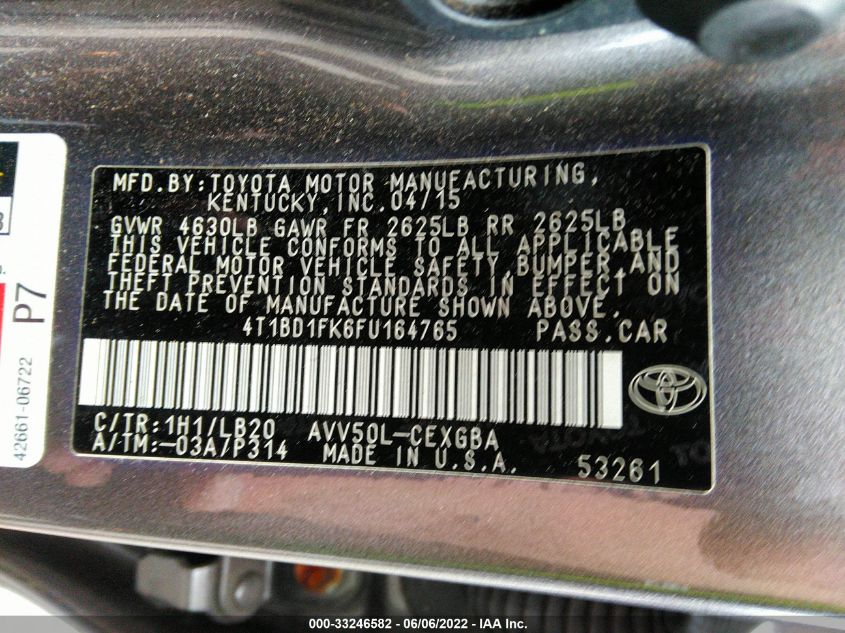 MFD.BY:TOYOTA MOTOR MANUFACTURING,
KENTUCKY,INC.04/15
GVWR 4630LB GAWR FR 2625LB RR 2625LB
THIS VEHICLE CONFORMS TO ALL APPLICABLE
FEDERAL MOTOR VEHICLE SAFETY,BUMPER,AND
THEFT PREVENTION STANDARDS IN EFFECT ON
THE DATE OF MANUFACTURE SHOWN ABOVE.
4T1BD1FK6FU164765 PASS.CAR
C/TR:1H1/LB20 AVV50L-CEXGBA
A/TM:-03A/P314 MADE IN U.S.A. 53261
P7
42661-06722
000-33246582 - 06/06/2022 - IAA Inc.